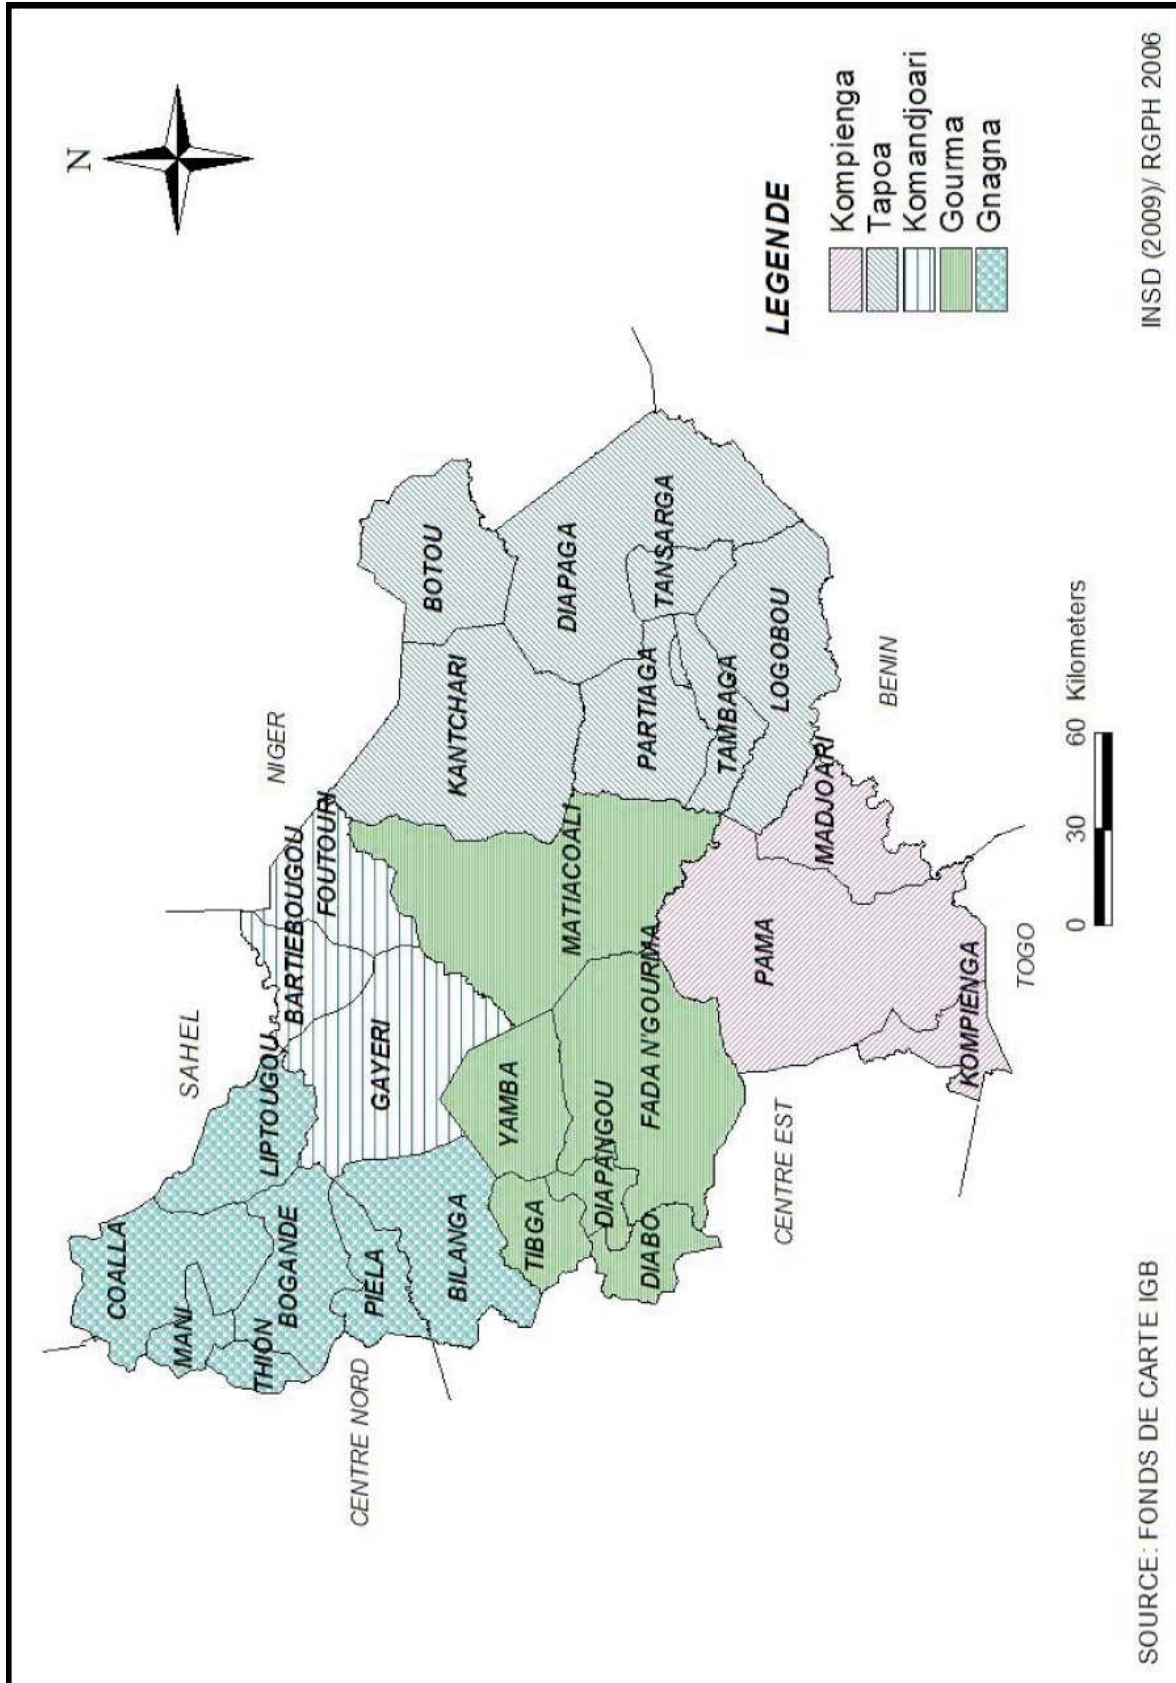 N
COALLA
MANI
THION
BOGANDE
LIPTOUGOU
PIELA
BILANGA
SAHEL
BARTIEBOUGOU
FOUTOURI
GAYERI
NIGER
CENTRE NORD
BOTOU
KANTCHARI
DIAPAGA
TANSARGA
PARTIAGA
TAMBAGA
LOGOBOU
MATIACOALI
YAMBA
TIBGA
DIAPANGOU
DIABO
FADA N'GOURMA
CENTRE EST
PAMA
MADJOARI
KOMPIENGA
BENIN
TOGO
LEGENDE
Kompienga
Tapoa
Komandjoari
Gourma
Gnagna
0 30 60 Kilometers
SOURCE: FONDS DE CARTE IGB
INSD (2009)/ RGPH 2006